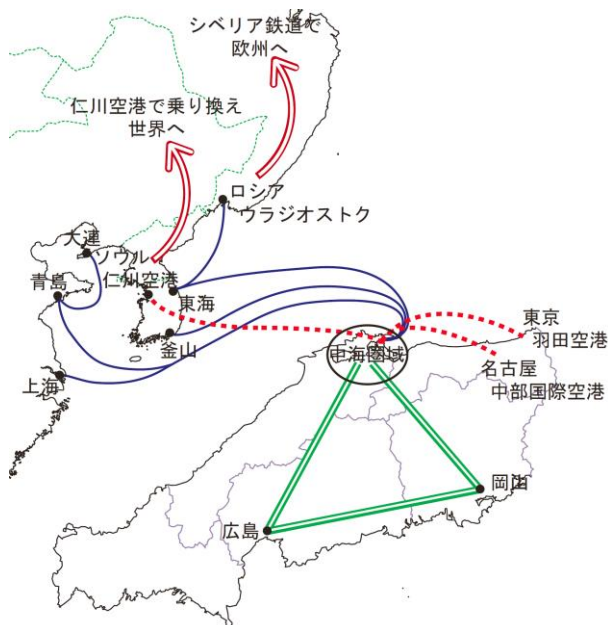 シベリア鉄道で
欧州へ
仁川空港で乗り換え
世界へ
ロシア
ウラジオストク
大連
ソウル
仁川空港
青島
東海
釜山
上海
中海圏域
東京
羽田空港
名古屋
中部国際空港
岡山
広島